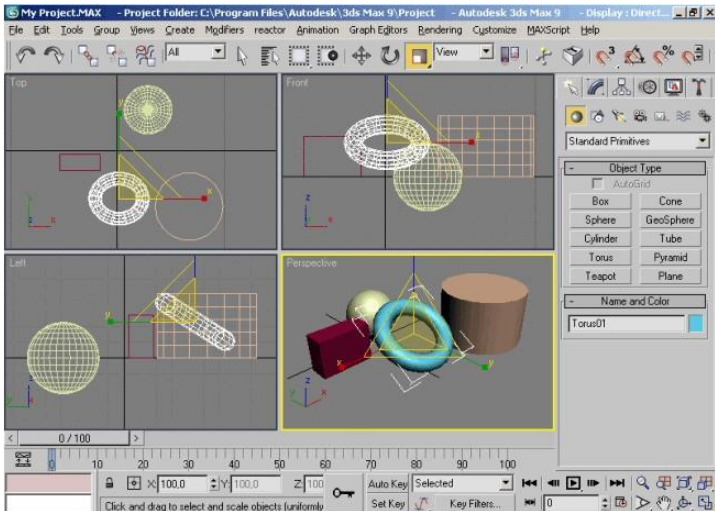 My Project.MAX - Project Folder: C:\Program Files\Autodesk\3ds Max 9\Project - Autodesk 3ds Max 9 - Display : Direct...
File Edit Tools Group Views Create Modifiers reactor Animation Graph Editors Rendering Customize MAXScript Help
All View
Top
Front
Left
Perspective
Standard Primitives
- Object Type
AutoGrid
Box Cone
Sphere GeoSphere
Cylinder Tube
Torus Pyramid
Teapot Plane
- Name and Color
Torus01
< 0 / 100 >
0 10 20 30 40 50 60 70 80 90 100
X: 100,0 Y: 100,0 Z: 100 Auto Key Selected
Click and drag to select and scale objects (uniformly Set Key Key Filters... 0